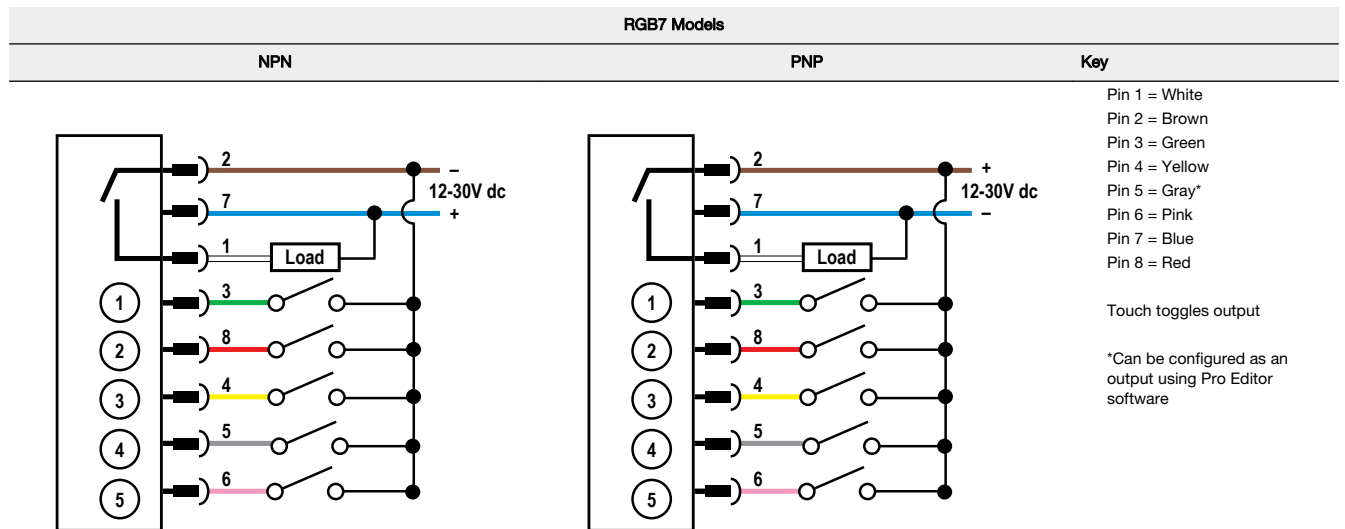 RGB7 Models
NPN
PNP
Key
2
–
12-30V dc
7
+
1
Load
1
3
2
8
3
4
4
5
5
6
2
+
12-30V dc
7
–
1
Load
1
3
2
8
3
4
4
5
5
6
Pin 1 = White
Pin 2 = Brown
Pin 3 = Green
Pin 4 = Yellow
Pin 5 = Gray*
Pin 6 = Pink
Pin 7 = Blue
Pin 8 = Red
Touch toggles output
*Can be configured as an
output using Pro Editor
software